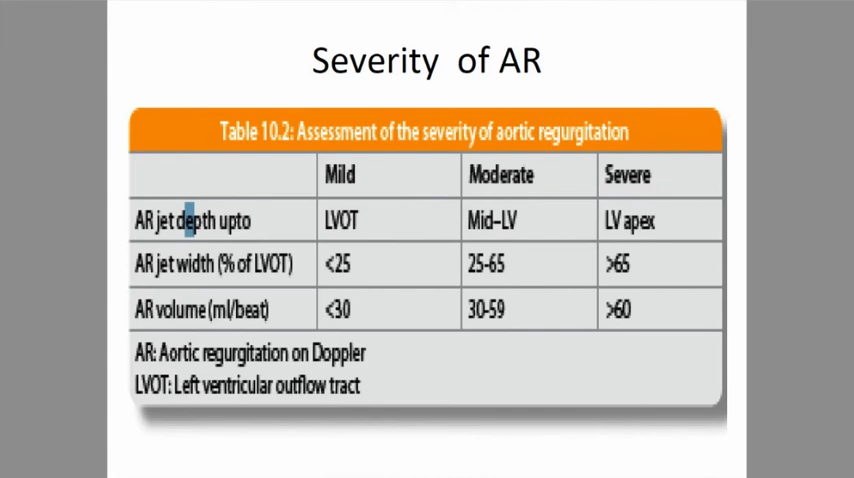 Severity of AR
Table 10.2: Assessment of the severity of aortic regurgitation
Mild Moderate Severe
AR jet depth upto LVOT Mid–LV LV apex
AR jet width (% of LVOT) <25 25-65 >65
AR volume (ml/beat) <30 30-59 >60
AR: Aortic regurgitation on Doppler
LVOT: Left ventricular outflow tract